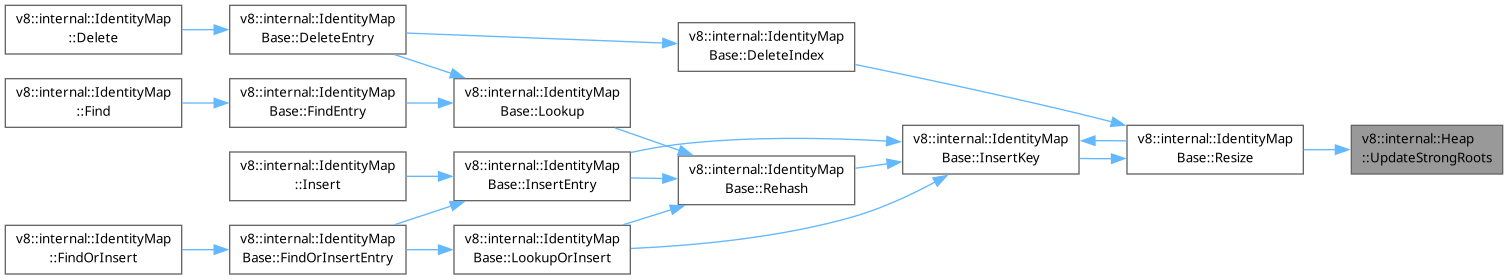 v8::internal::IdentityMap
::Delete
v8::internal::IdentityMap
Base::DeleteEntry
v8::internal::IdentityMap
Base::DeleteIndex
v8::internal::IdentityMap
::Find
v8::internal::IdentityMap
Base::FindEntry
v8::internal::IdentityMap
Base::Lookup
v8::internal::IdentityMap
Base::InsertKey
v8::internal::IdentityMap
Base::Resize
v8::internal::Heap
::UpdateStrongRoots
v8::internal::IdentityMap
::Insert
v8::internal::IdentityMap
Base::InsertEntry
v8::internal::IdentityMap
Base::Rehash
v8::internal::IdentityMap
::FindOrInsert
v8::internal::IdentityMap
Base::FindOrInsertEntry
v8::internal::IdentityMap
Base::LookupOrInsert